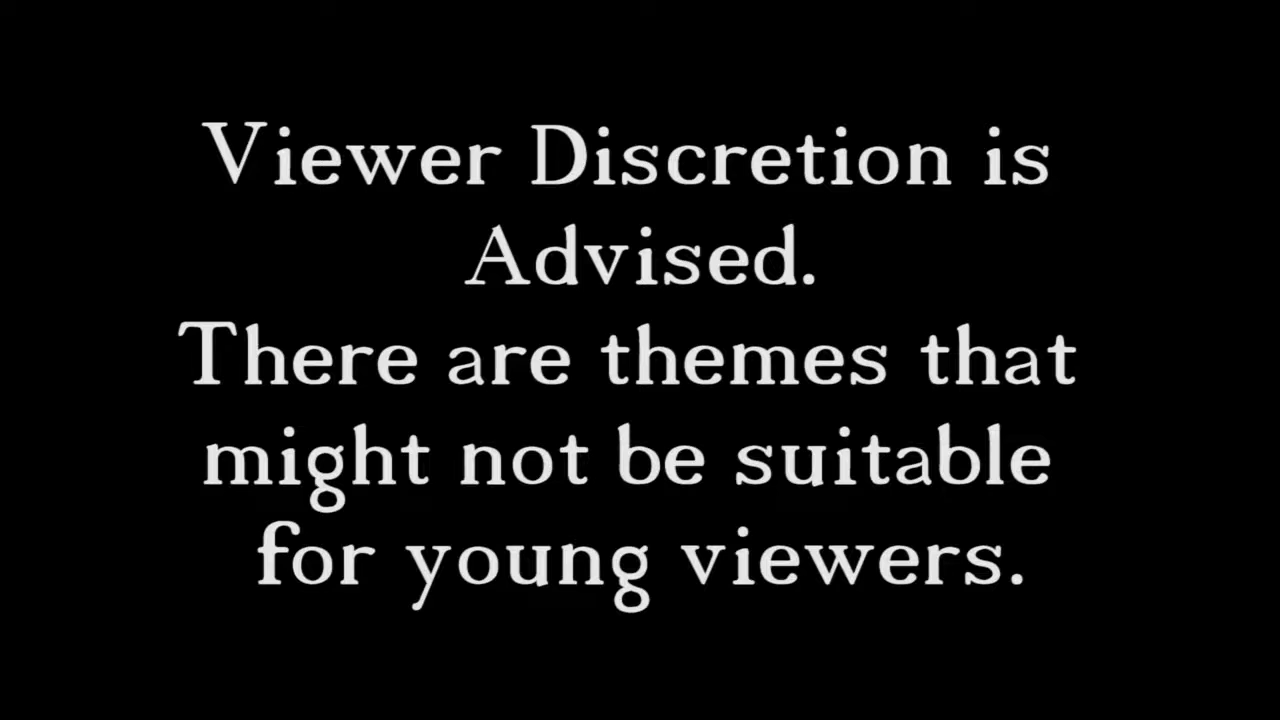 Viewer Discretion is
Advised.
There are themes that
might not be suitable
for young viewers.